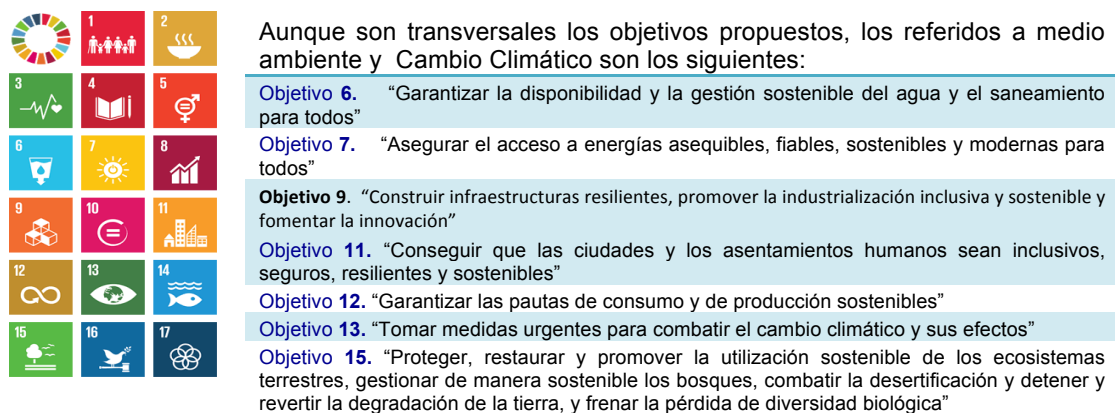 1
2
3
4
5
6
7
8
9
10
11
12
13
14
15
16
17
Aunque son transversales los objetivos propuestos, los referidos a medio
ambiente y Cambio Climático son los siguientes:
Objetivo 6. “Garantizar la disponibilidad y la gestión sostenible del agua y el saneamiento
para todos”
Objetivo 7. “Asegurar el acceso a energías asequibles, fiables, sostenibles y modernas para
todos”
Objetivo 9. “Construir infraestructuras resilientes, promover la industrialización inclusiva y sostenible y
fomentar la innovación”
Objetivo 11. “Conseguir que las ciudades y los asentamientos humanos sean inclusivos,
seguros, resilientes y sostenibles”
Objetivo 12. “Garantizar las pautas de consumo y de producción sostenibles”
Objetivo 13. “Tomar medidas urgentes para combatir el cambio climático y sus efectos”
Objetivo 15. “Proteger, restaurar y promover la utilización sostenible de los ecosistemas
terrestres, gestionar de manera sostenible los bosques, combatir la desertificación y detener y
revertir la degradación de la tierra, y frenar la pérdida de diversidad biológica”